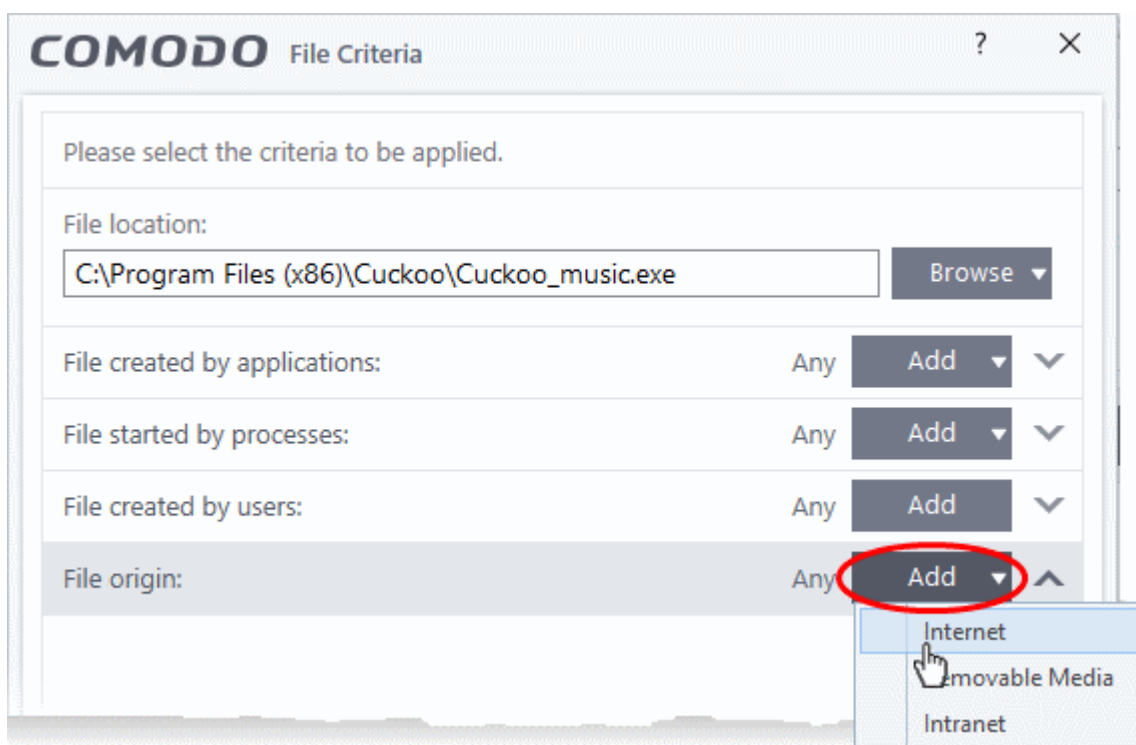 COMODO File Criteria ?
Please select the criteria to be applied.
File location:
C:\Program Files (x86)\Cuckoo\Cuckoo_music.exe Browse
File created by applications: Any Add
File started by processes: Any Add
File created by users: Any Add
File origin: Any Add
Internet
emovable Media
Intranet